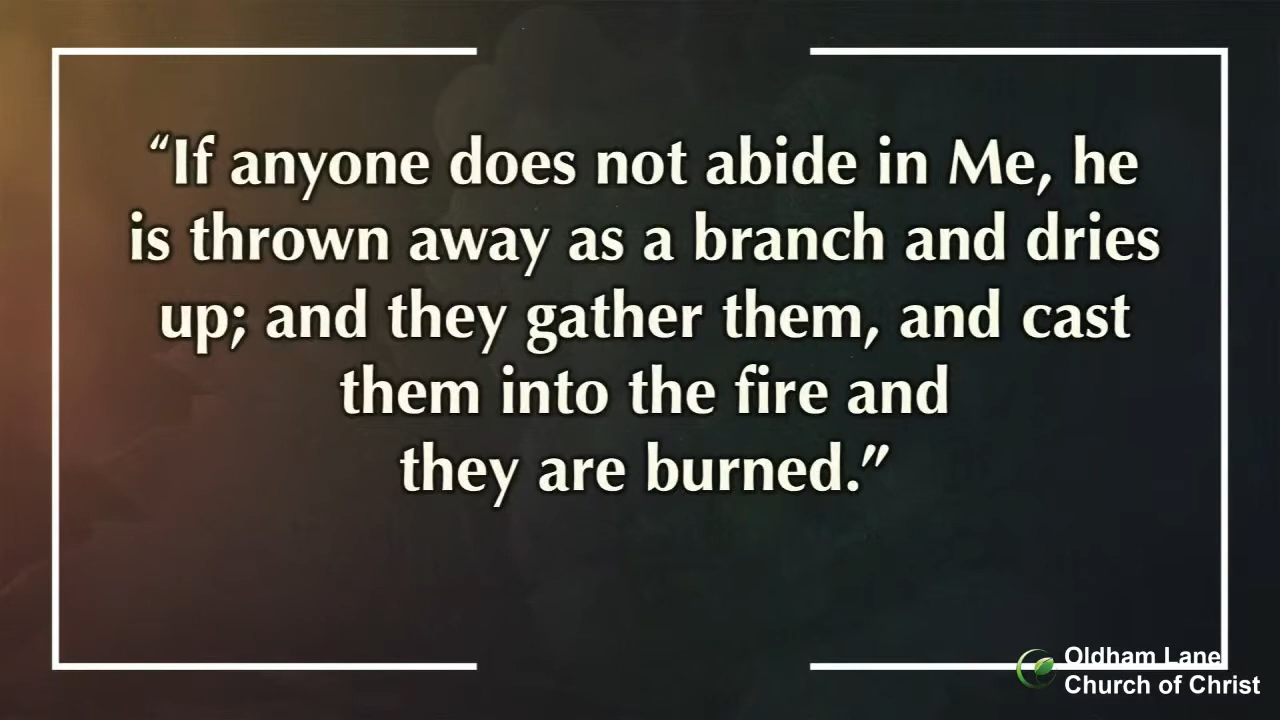 “If anyone does not abide in Me, he
is thrown away as a branch and dries
up; and they gather them, and cast
them into the fire and
they are burned.”
Oldham Lane
Church of Christ